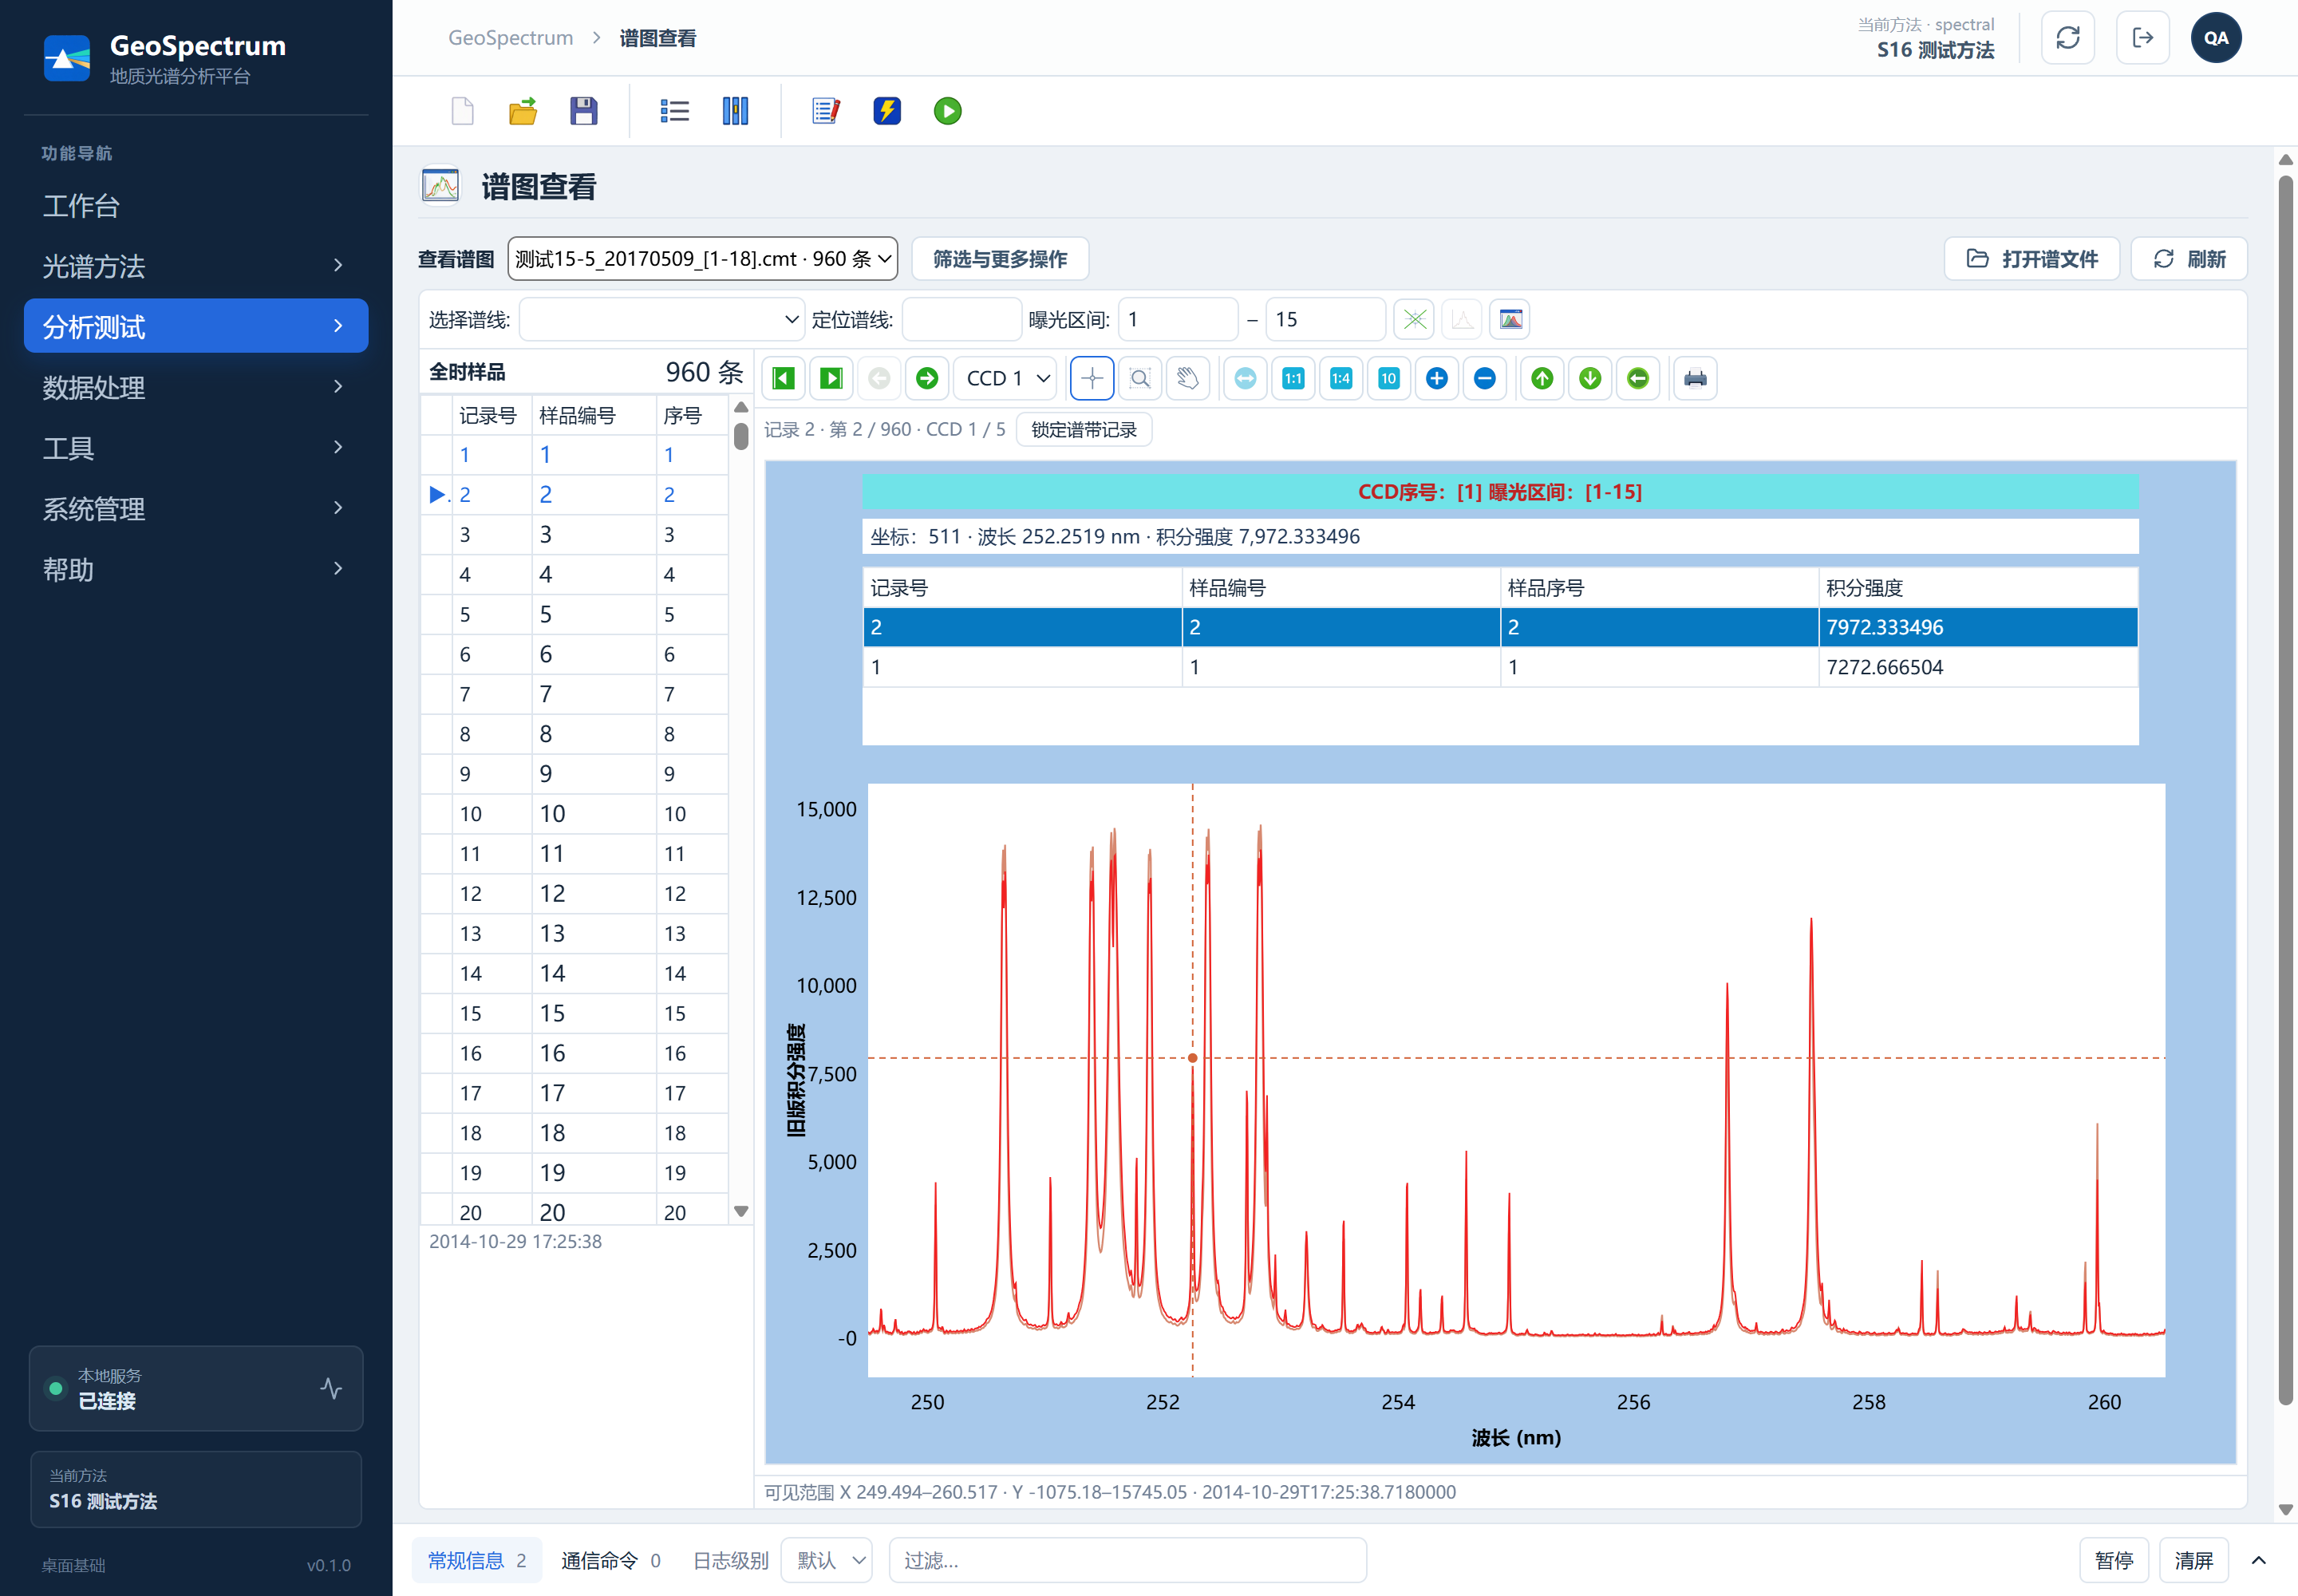 GeoSpectrum
地质光谱分析平台
功能导航
工作台
光谱方法
分析测试
数据处理
工具
系统管理
帮助
本地服务
已连接
当前方法
S16 测试方法
桌面基础 v0.1.0
GeoSpectrum 谱图查看
当前方法 · spectral
S16 测试方法
QA
谱图查看
查看谱图 测试15-5_20170509_[1-18].cmt · 960 条 筛选与更多操作 打开谱文件 刷新
选择谱线: 定位谱线: 曝光区间: 1 – 15
全时样品 960 条
CCD 1 1:1 1:4 10
记录号 样品编号 序号
1 1 1
2 2 2
3 3 3
4 4 4
5 5 5
6 6 6
7 7 7
8 8 8
9 9 9
10 10 10
11 11 11
12 12 12
13 13 13
14 14 14
15 15 15
16 16 16
17 17 17
18 18 18
19 19 19
20 20 20
2014-10-29 17:25:38
记录 2 · 第 2 / 960 · CCD 1 / 5 锁定谱带记录
CCD序号：[1] 曝光区间：[1-15]
坐标：511 · 波长 252.2519 nm · 积分强度 7,972.333496
记录号 样品编号 样品序号 积分强度
2 2 2 7972.333496
1 1 1 7272.666504
15,000
12,500
10,000
7,500
5,000
2,500
-0
旧版积分强度
250 252 254 256 258 260
波长 (nm)
可见范围 X 249.494–260.517 · Y -1075.18–15745.05 · 2014-10-29T17:25:38.7180000
常规信息 2 通信命令 0 日志级别 默认 过滤... 暂停 清屏